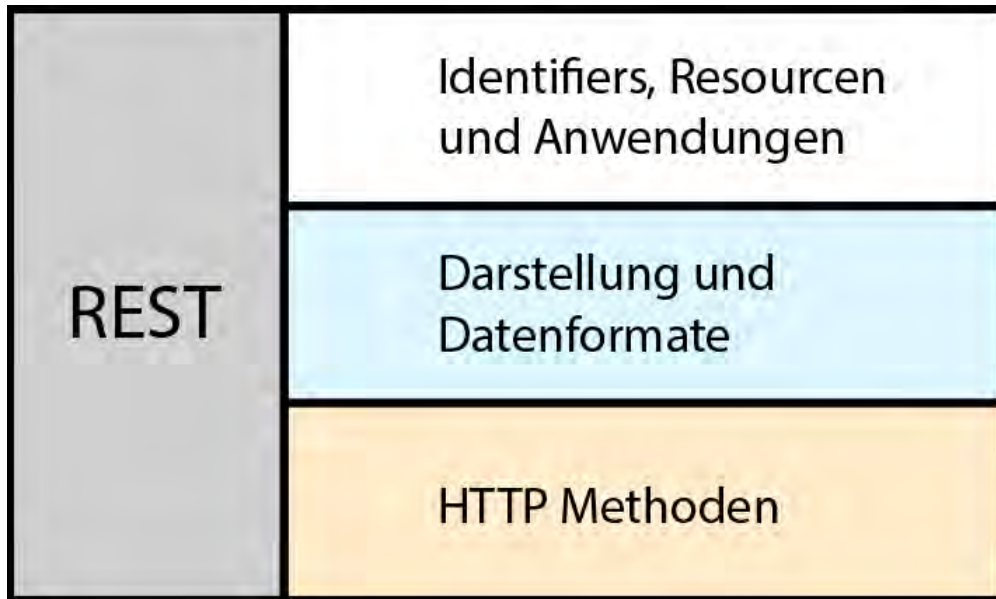 REST
Identifiers, Resourcen
und Anwendungen
Darstellung und
Datenformate
HTTP Methoden